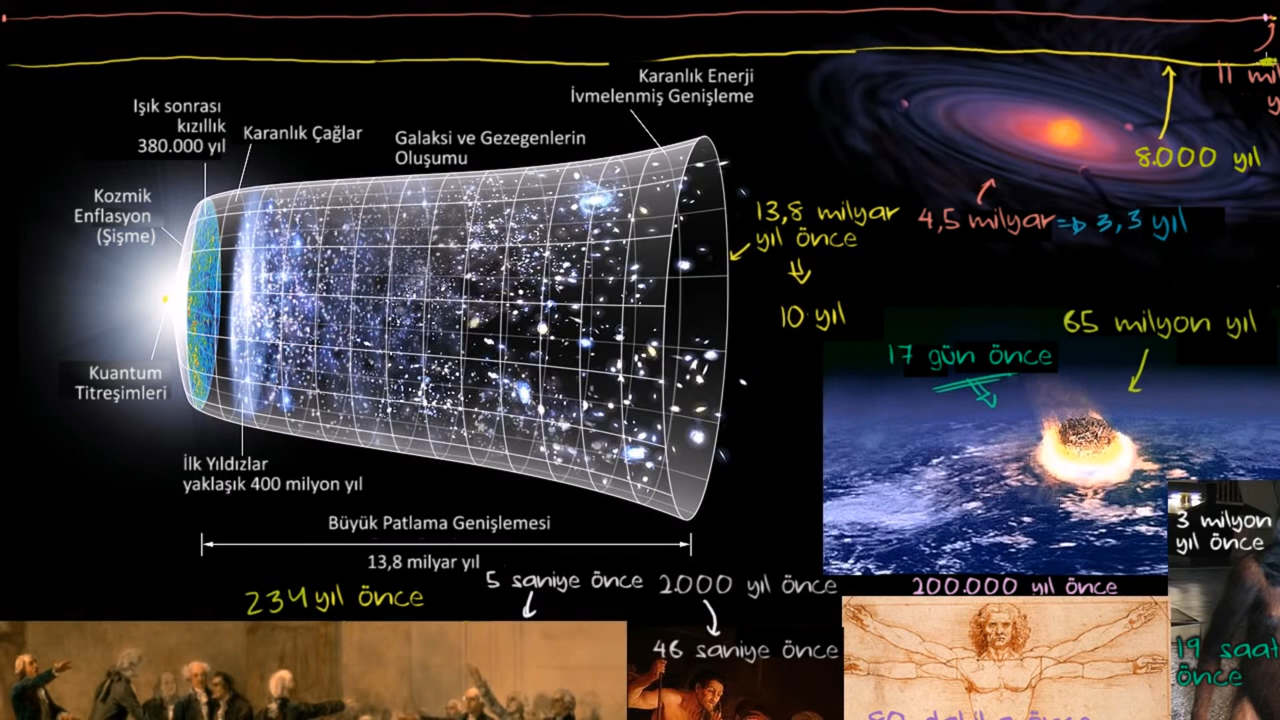 Karanlık Enerji
İvmelenmiş Genişleme
Işık sonrası
kızıllık
380.000 yıl
Karanlık Çağlar
Galaksi ve Gezegenlerin
Oluşumu
Kozmik
Enflasyon
(Şişme)
Kuantum
Titreşimleri
İlk Yıldızlar
yaklaşık 400 milyon yıl
Büyük Patlama Genişlemesi
13,8 milyar yıl
13,8 milyar
yıl önce
10 yıl
11
8.000 yıl
4,5 milyar => 3,3 yıl
65 milyon yıl
17 gün önce
3 milyon
yıl önce
19 saat
önce
200.000 yıl önce
234 yıl önce
5 saniye önce
2.000 yıl önce
46 saniye önce